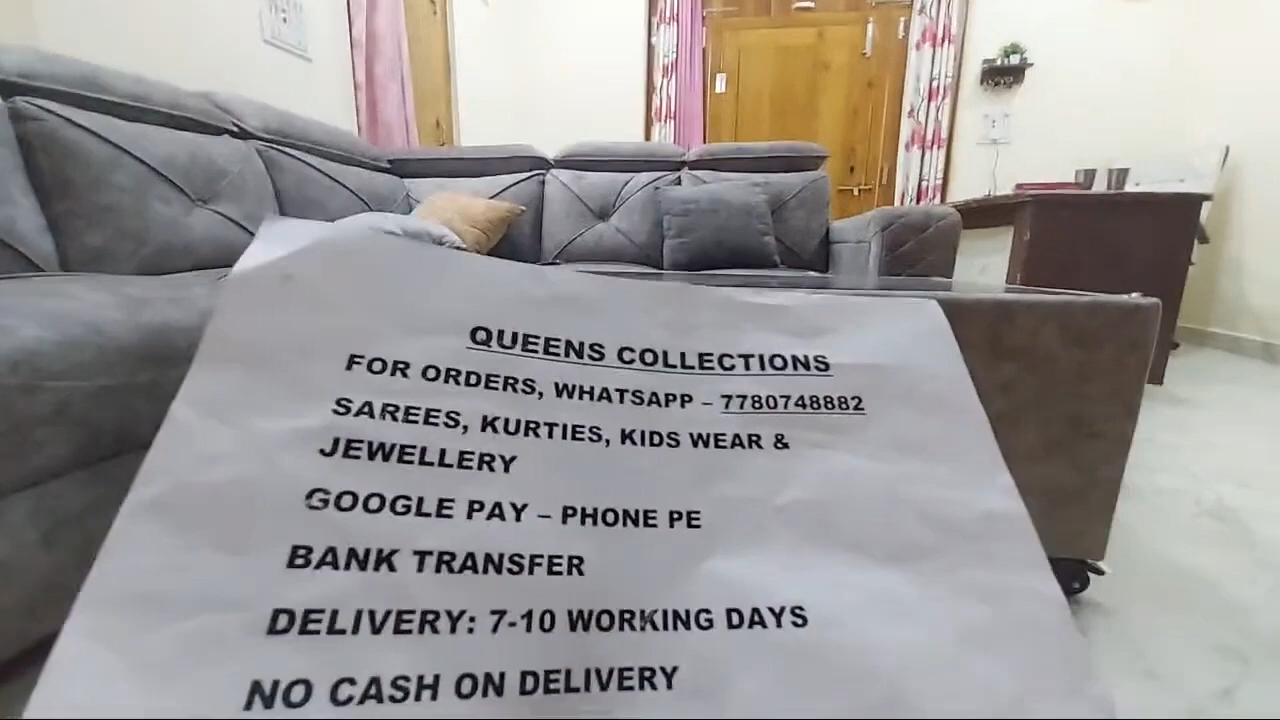 QUEENS COLLECTIONS
FOR ORDERS, WHATSAPP – 7780748882
SAREES, KURTIES, KIDS WEAR &
JEWELLERY
GOOGLE PAY – PHONE PE
BANK TRANSFER
DELIVERY: 7-10 WORKING DAYS
NO CASH ON DELIVERY